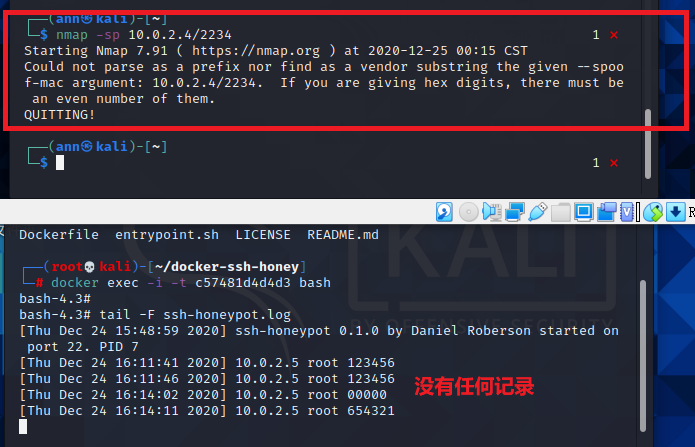 ┌──(ann㉿kali)-[~]
└─$ nmap -sp 10.0.2.4/2234 1 ⨯
Starting Nmap 7.91 ( https://nmap.org ) at 2020-12-25 00:15 CST
Could not parse as a prefix nor find as a vendor substring the given --spoo
f-mac argument: 10.0.2.4/2234.  If you are giving hex digits, there must be
 an even number of them.
QUITTING!
┌──(ann㉿kali)-[~]
└─$ 1 ⨯
R
Dockerfile  entrypoint.sh  LICENSE  README.md
┌──(root💀kali)-[~/docker-ssh-honey]
└─# docker exec -i -t c57481d4d4d3 bash
bash-4.3#
bash-4.3# tail -F ssh-honeypot.log
[Thu Dec 24 15:48:59 2020] ssh-honeypot 0.1.0 by Daniel Roberson started on
 port 22. PID 7
[Thu Dec 24 16:11:41 2020] 10.0.2.5 root 123456
[Thu Dec 24 16:11:46 2020] 10.0.2.5 root 123456
[Thu Dec 24 16:14:02 2020] 10.0.2.5 root 00000
[Thu Dec 24 16:14:11 2020] 10.0.2.5 root 654321
没有任何记录
KALI
BY OFFENSIVE SECURITY